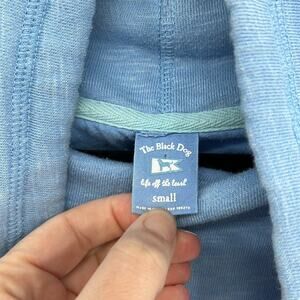 The Black Dog
life off the leash
small